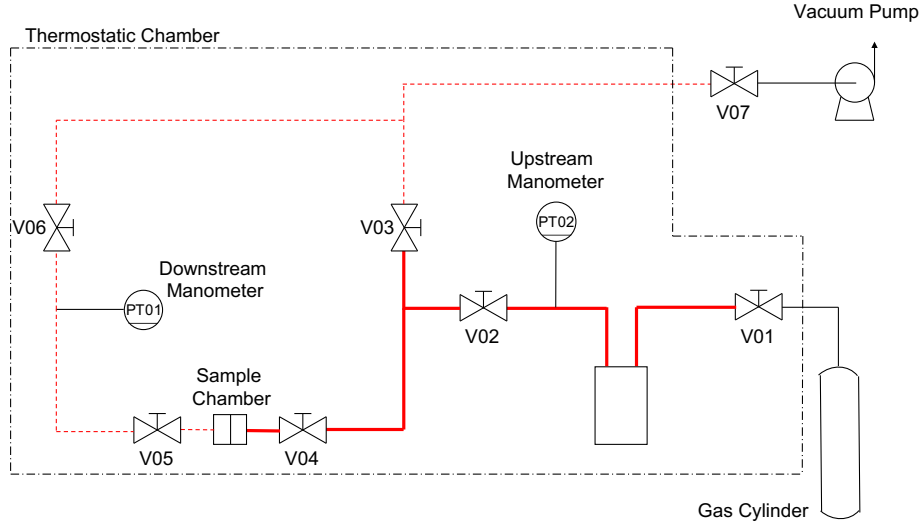 Vacuum Pump
Thermostatic Chamber
V07
Upstream
Manometer
V06
V03
PT02
Downstream
Manometer
PT01
V02
V01
Sample
Chamber
V05
V04
Gas Cylinder